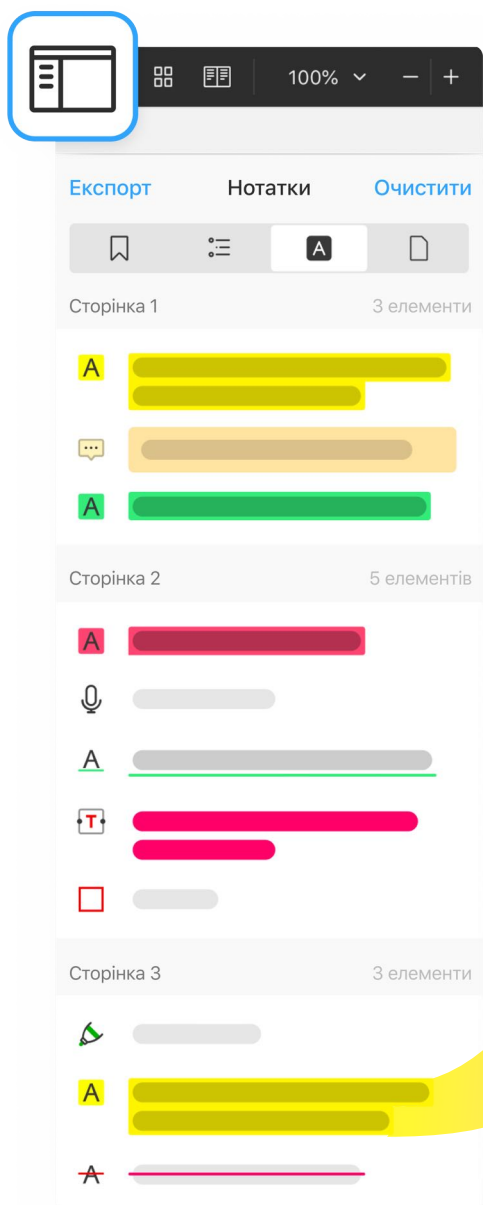 100%
Експорт Нотатки Очистити
A
Сторінка 1 3 елементи
A
A
Сторінка 2 5 елементів
A
A
T
Сторінка 3 3 елементи
A
A